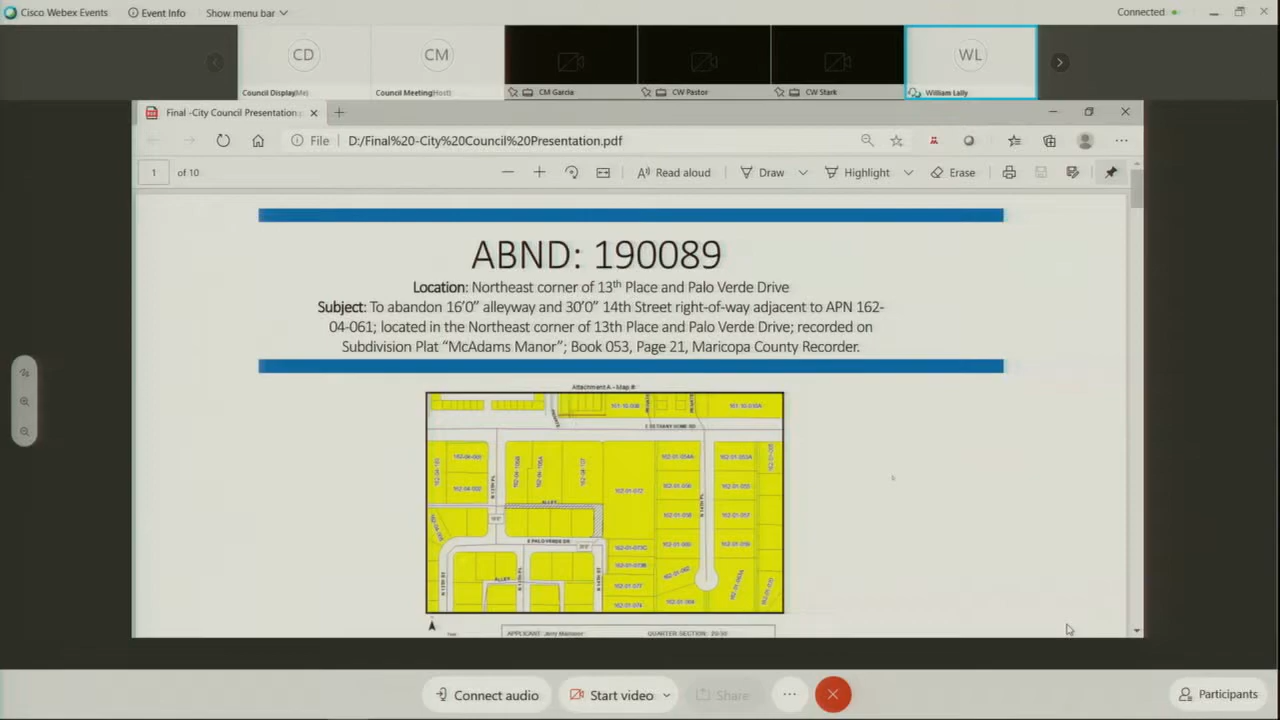 Cisco Webex Events
Event Info
Show menu bar
Connected
CD
CM
WL
Council Display(Me)
Council Meeting(Host)
CM Garcia
CW Pastor
CW Stark
William Lally
Final -City Council Presentation
File
D:/Final%20-City%20Council%20Presentation.pdf
1 of 10
Read aloud
Draw
Highlight
Erase
ABND: 190089
Location: Northeast corner of 13th Place and Palo Verde Drive
Subject: To abandon 16'0" alleyway and 30'0" 14th Street right-of-way adjacent to APN 162-
04-061; located in the Northeast corner of 13th Place and Palo Verde Drive; recorded on
Subdivision Plat "McAdams Manor"; Book 053, Page 21, Maricopa County Recorder.
Attachment A - Map #
E BETHANY HOME RD
ALLEY
E PALO VERDE DR
ALLEY
QUARTER SECTION:
Connect audio
Start video
Share
Participants